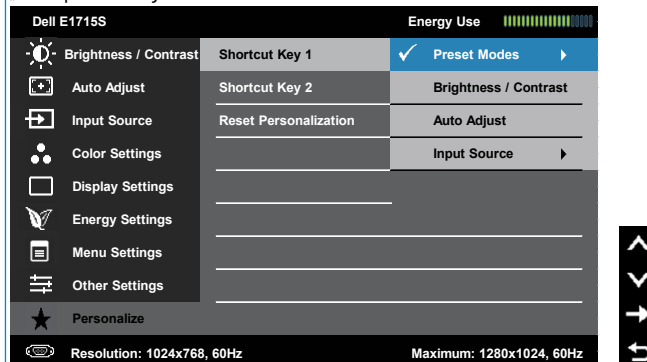 Dell E1715S Energy Use
Brightness / Contrast Shortcut Key 1 Preset Modes
Auto Adjust Shortcut Key 2 Brightness / Contrast
Input Source Reset Personalization Auto Adjust
Color Settings Input Source
Display Settings
Energy Settings
Menu Settings
Other Settings
Personalize
Resolution: 1024x768, 60Hz Maximum: 1280x1024, 60Hz